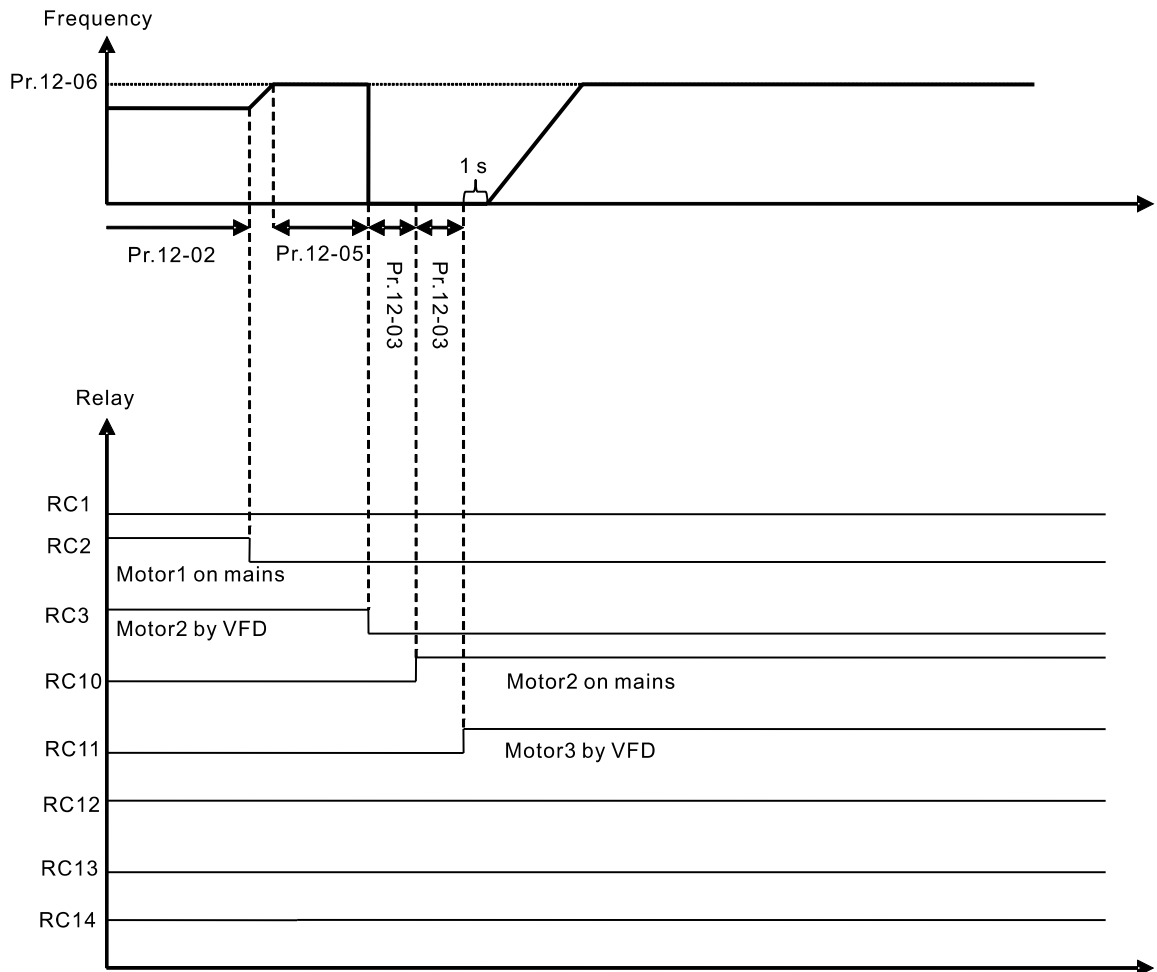 Frequency
Pr.12-06
1 s
Pr.12-02
Pr.12-05
Pr.12-03
Pr.12-03
Relay
RC1
RC2
Motor1 on mains
RC3
Motor2 by VFD
RC10
Motor2 on mains
RC11
Motor3 by VFD
RC12
RC13
RC14